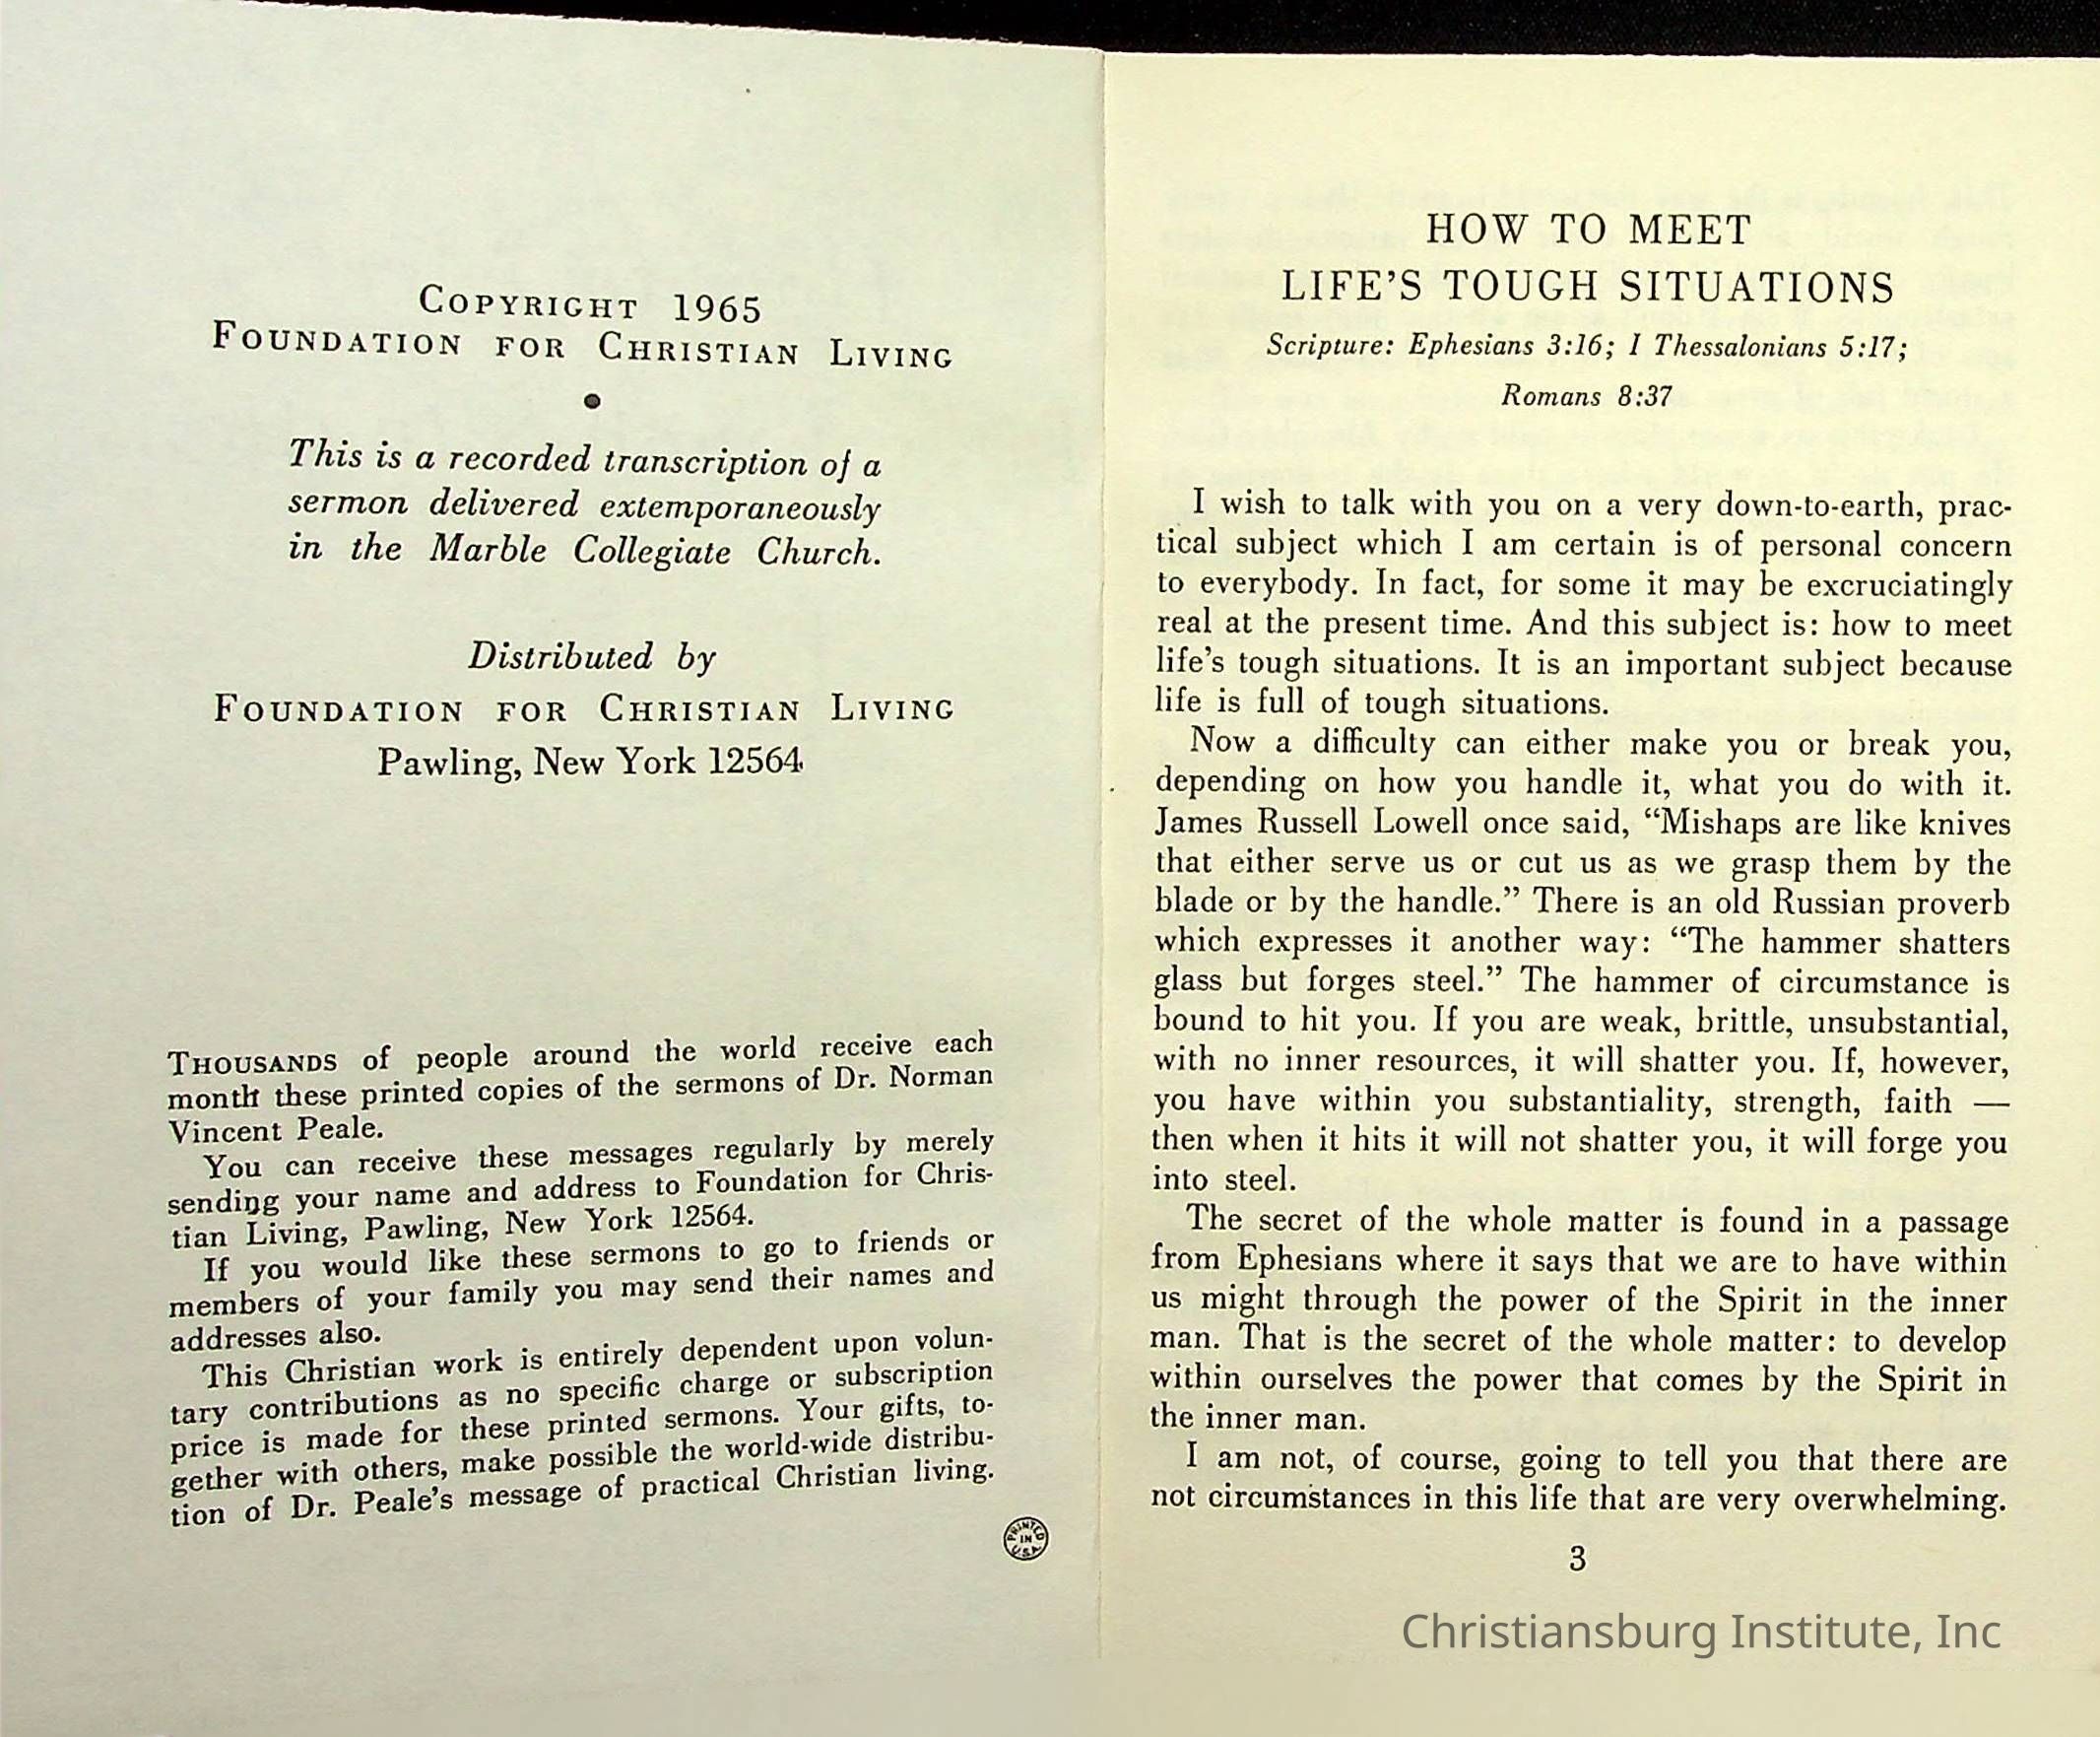 COPYRIGHT 1965
FOUNDATION FOR CHRISTIAN LIVING
●
This is a recorded transcription of a
sermon delivered extemporaneously
in the Marble Collegiate Church.
Distributed by
FOUNDATION FOR CHRISTIAN LIVING
Pawling, New York 12564
THOUSANDS of people around the world receive each
month these printed copies of the sermons of Dr. Norman
Vincent Peale.
You can receive these messages regularly by merely
sending your name and address to Foundation for Chris-
tian Living, Pawling, New York 12564.
If you would like these sermons to go to friends or
members of your family you may send their names and
addresses also.
This Christian work is entirely dependent upon volun-
tary contributions as no specific charge or subscription
price is made for these printed sermons. Your gifts, to-
gether with others, make possible the world-wide distribu-
tion of Dr. Peale's message of practical Christian living.
PRINTED
IN
U.S.A.
HOW TO MEET
LIFE'S TOUGH SITUATIONS
Scripture: Ephesians 3:16; I Thessalonians 5:17;
Romans 8:37
I wish to talk with you on a very down-to-earth, prac-
tical subject which I am certain is of personal concern
to everybody. In fact, for some it may be excruciatingly
real at the present time. And this subject is: how to meet
life's tough situations. It is an important subject because
life is full of tough situations.
Now a difficulty can either make you or break you,
depending on how you handle it, what you do with it.
James Russell Lowell once said, “Mishaps are like knives
that either serve us or cut us as we grasp them by the
blade or by the handle.” There is an old Russian proverb
which expresses it another way: “The hammer shatters
glass but forges steel.” The hammer of circumstance is
bound to hit you. If you are weak, brittle, unsubstantial,
with no inner resources, it will shatter you. If, however,
you have within you substantiality, strength, faith —
then when it hits it will not shatter you, it will forge you
into steel.
The secret of the whole matter is found in a passage
from Ephesians where it says that we are to have within
us might through the power of the Spirit in the inner
man. That is the secret of the whole matter: to develop
within ourselves the power that comes by the Spirit in
the inner man.
I am not, of course, going to tell you that there are
not circumstances in this life that are very overwhelming.
3
Christiansburg Institute, Inc